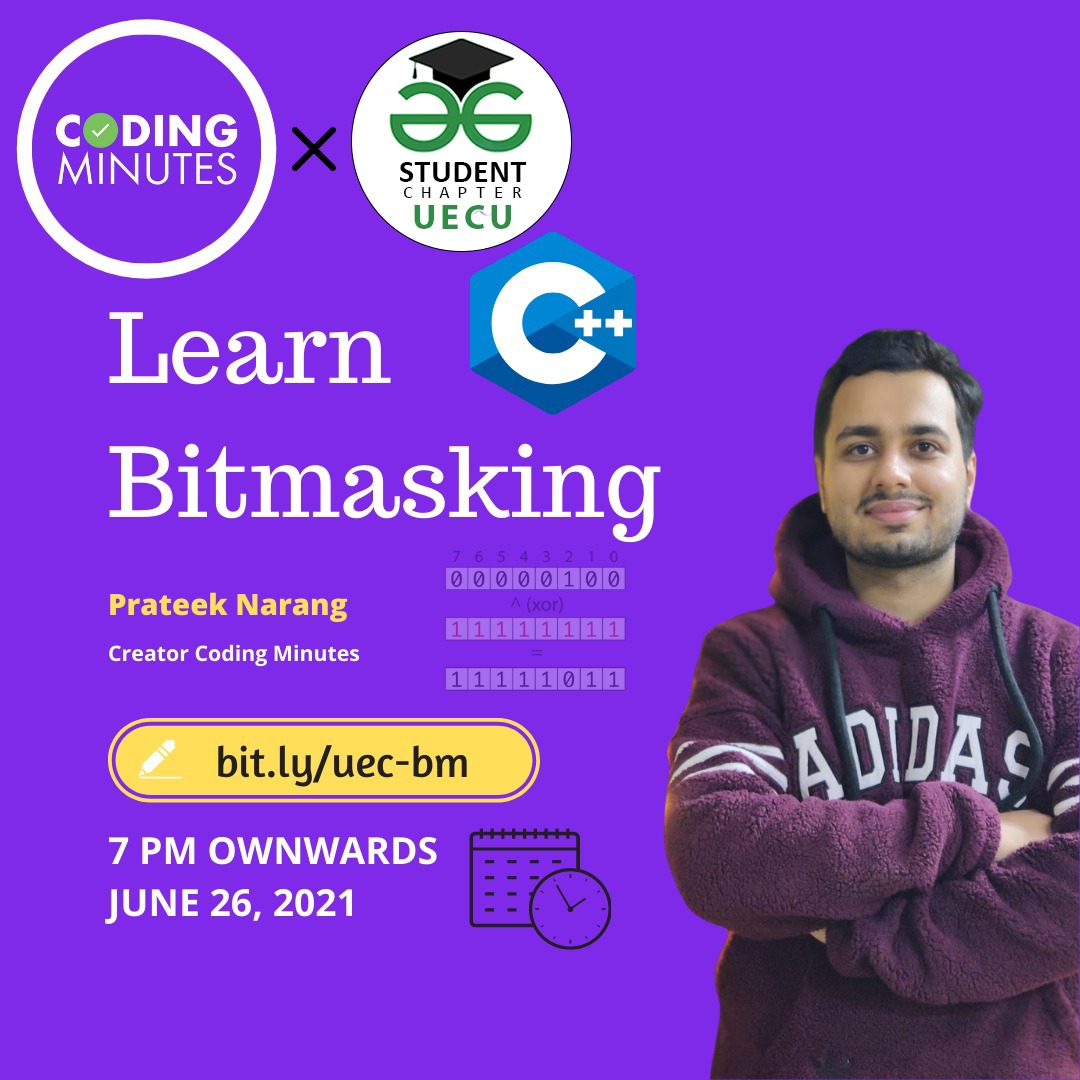 CODING
MINUTES
STUDENT
CHAPTER
UECU
C++
Learn
Bitmasking
7 6 5 4 3 2 1 0
0 0 0 0 0 1 0 0
^ (xor)
1 1 1 1 1 1 1 1
=
1 1 1 1 1 0 1 1
Prateek Narang
Creator Coding Minutes
bit.ly/uec-bm
7 PM OWNWARDS
JUNE 26, 2021
ADIDAS